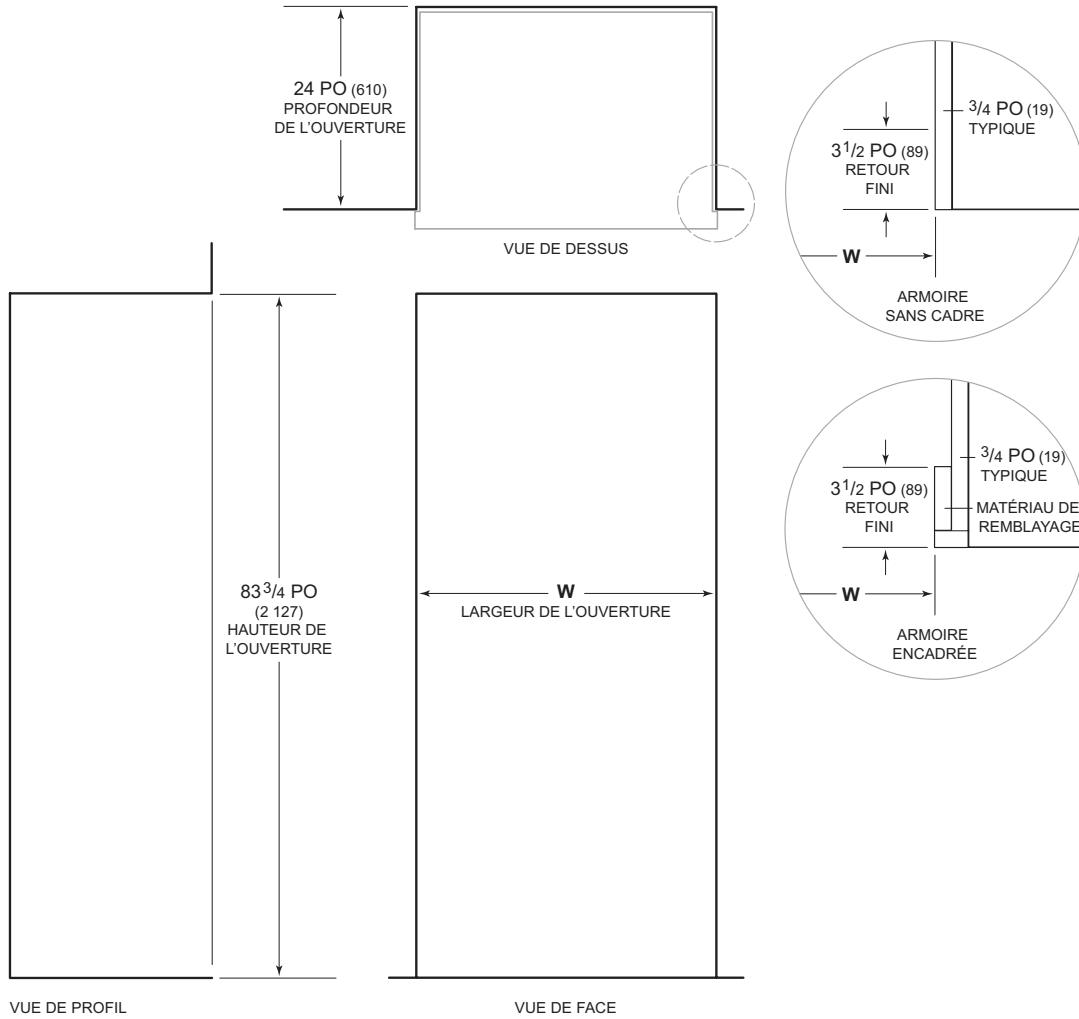 24 PO (610)
PROFONDEUR
DE L'OUVERTURE
VUE DE DESSUS
3/4 PO (19)
TYPIQUE
3 1/2 PO (89)
RETOUR
FINI
W
ARMOIRE
SANS CADRE
3/4 PO (19)
TYPIQUE
3 1/2 PO (89)
RETOUR
FINI
MATÉRIAU DE
REMBLAYAGE
W
ARMOIRE
ENCADRÉE
83 3/4 PO
(2 127)
HAUTEUR DE
L'OUVERTURE
W
LARGEUR DE L'OUVERTURE
VUE DE PROFIL
VUE DE FACE